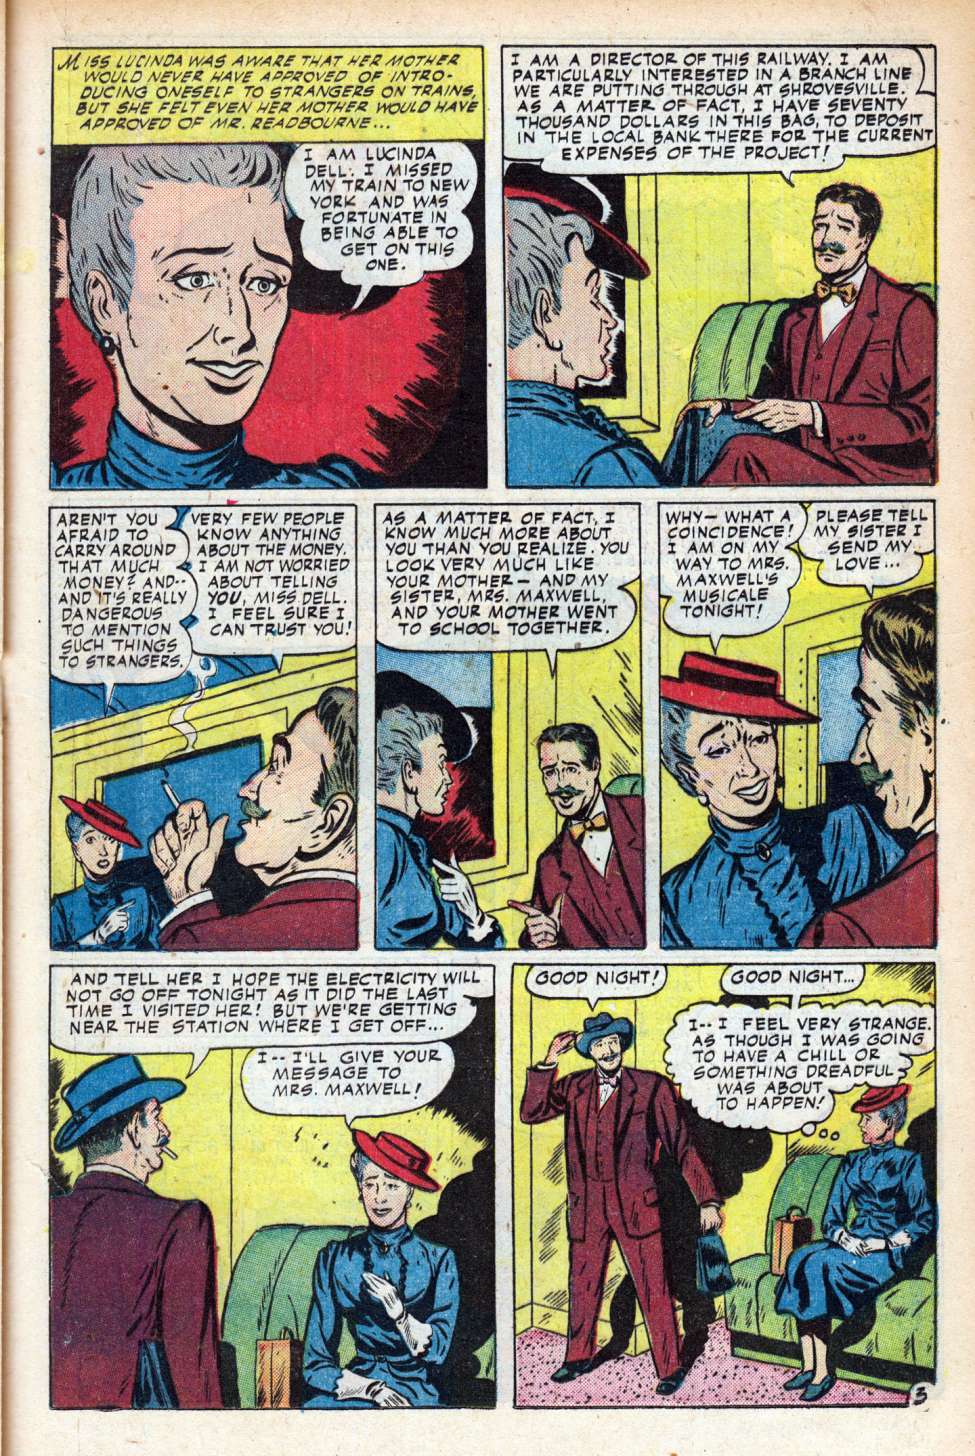 MISS LUCINDA WAS AWARE THAT HER MOTHER
WOULD NEVER HAVE APPROVED OF INTRO-
DUCING ONESELF TO STRANGERS ON TRAINS,
BUT SHE FELT EVEN HER MOTHER WOULD HAVE
APPROVED OF MR. READBOURNE...
I AM LUCINDA
DELL. I MISSED
MY TRAIN TO NEW
YORK AND WAS
FORTUNATE IN
BEING ABLE TO
GET ON THIS
ONE.
I AM A DIRECTOR OF THIS RAILWAY. I AM
PARTICULARLY INTERESTED IN A BRANCH LINE
WE ARE PUTTING THROUGH AT SHROVESVILLE.
AS A MATTER OF FACT, I HAVE SEVENTY
THOUSAND DOLLARS IN THIS BAG, TO DEPOSIT
IN THE LOCAL BANK THERE FOR THE CURRENT
EXPENSES OF THE PROJECT!
AREN'T YOU
AFRAID TO
CARRY AROUND
THAT MUCH
MONEY? AND--
AND IT'S REALLY
DANGEROUS
TO MENTION
SUCH THINGS
TO STRANGERS.
VERY FEW PEOPLE
KNOW ANYTHING
ABOUT THE MONEY.
I AM NOT WORRIED
ABOUT TELLING
YOU, MISS DELL.
I FEEL SURE I
CAN TRUST YOU!
AS A MATTER OF FACT, I
KNOW MUCH MORE ABOUT
YOU THAN YOU REALIZE. YOU
LOOK VERY MUCH LIKE
YOUR MOTHER - AND MY
SISTER, MRS. MAXWELL,
AND YOUR MOTHER WENT
TO SCHOOL TOGETHER.
WHY- WHAT A
COINCIDENCE!
I AM ON MY
WAY TO MRS.
MAXWELL'S
MUSICALE
TONIGHT!
PLEASE TELL
MY SISTER I
SEND MY
LOVE...
AND TELL HER I HOPE THE ELECTRICITY WILL
NOT GO OFF TONIGHT AS IT DID THE LAST
TIME I VISITED HER! BUT WE'RE GETTING
NEAR THE STATION WHERE I GET OFF...
I-- I'LL GIVE YOUR
MESSAGE TO
MRS. MAXWELL!
GOOD NIGHT!
GOOD NIGHT...
I-- I FEEL VERY STRANGE.
AS THOUGH I WAS GOING
TO HAVE A CHILL OR
SOMETHING DREADFUL
WAS ABOUT
TO HAPPEN!
3